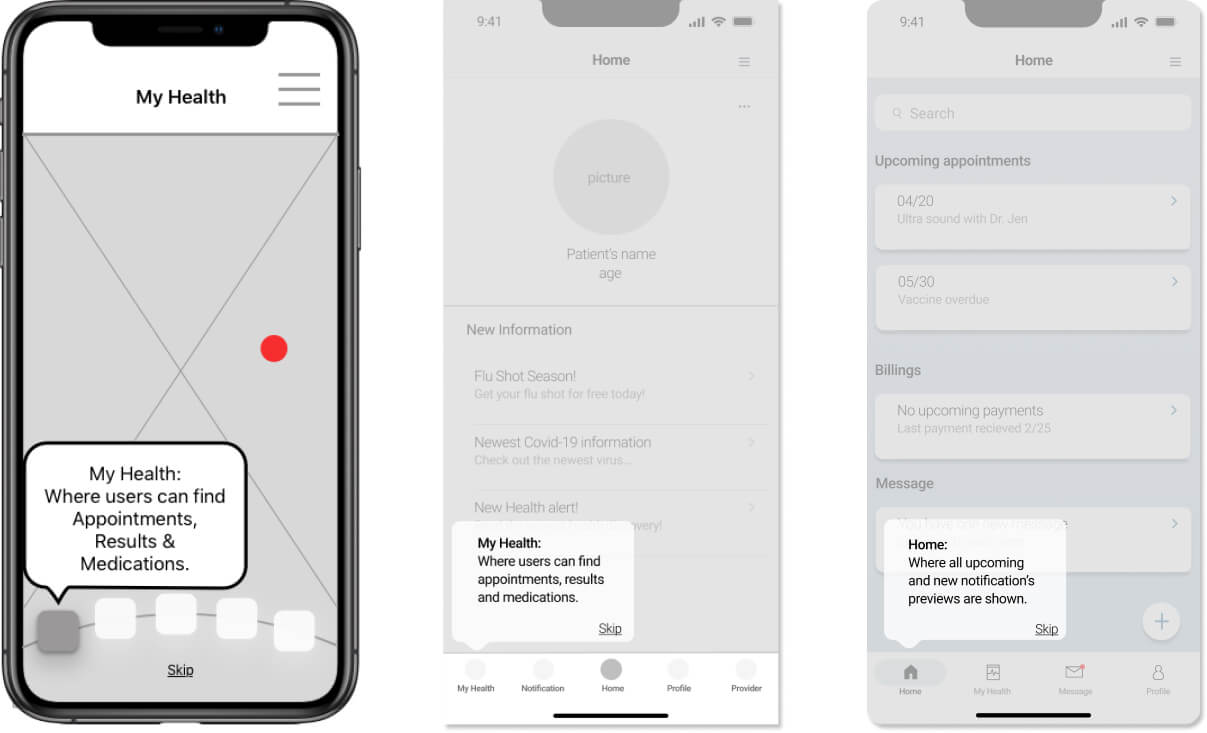 My Health
My Health:
Where users can find
Appointments,
Results &
Medications.
Skip
9:41
Home
...
picture
Patient's name
age
New Information
Flu Shot Season!
Get your flu shot for free today!
Newest Covid-19 information
Check out the newest virus...
New Health alert!
My Health:
Where users can find
appointments, results
and medications.
Skip
My Health
Notification
Home
Profile
Provider
9:41
Home
Search
Upcoming appointments
04/20
Ultra sound with Dr. Jen
05/30
Vaccine overdue
Billings
No upcoming payments
Last payment recieved 2/25
Message
You have one new message
Home:
Where all upcoming
and new notification's
previews are shown.
Skip
Home
My Health
Message
Profile